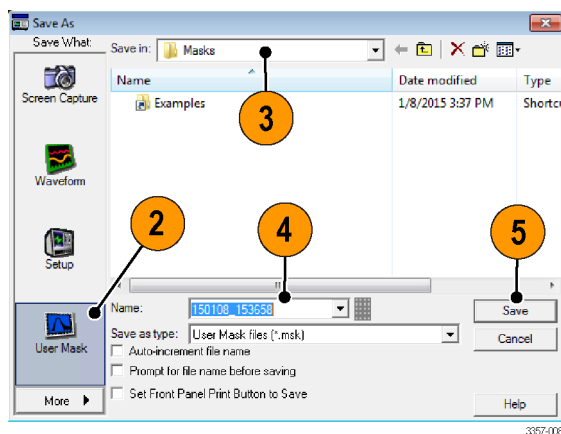 Save As
Save What:
Save in: Masks
Name Date modified Type
Examples 1/8/2015 3:37 PM Shortc
Screen Capture
3
Waveform
2 4 5
Setup
Name: 150108_153658 Save
Save as type: User Mask files (*.msk) Cancel
User Mask
Auto-increment file name
Prompt for file name before saving
Set Front Panel Print Button to Save
More Help
3357-008